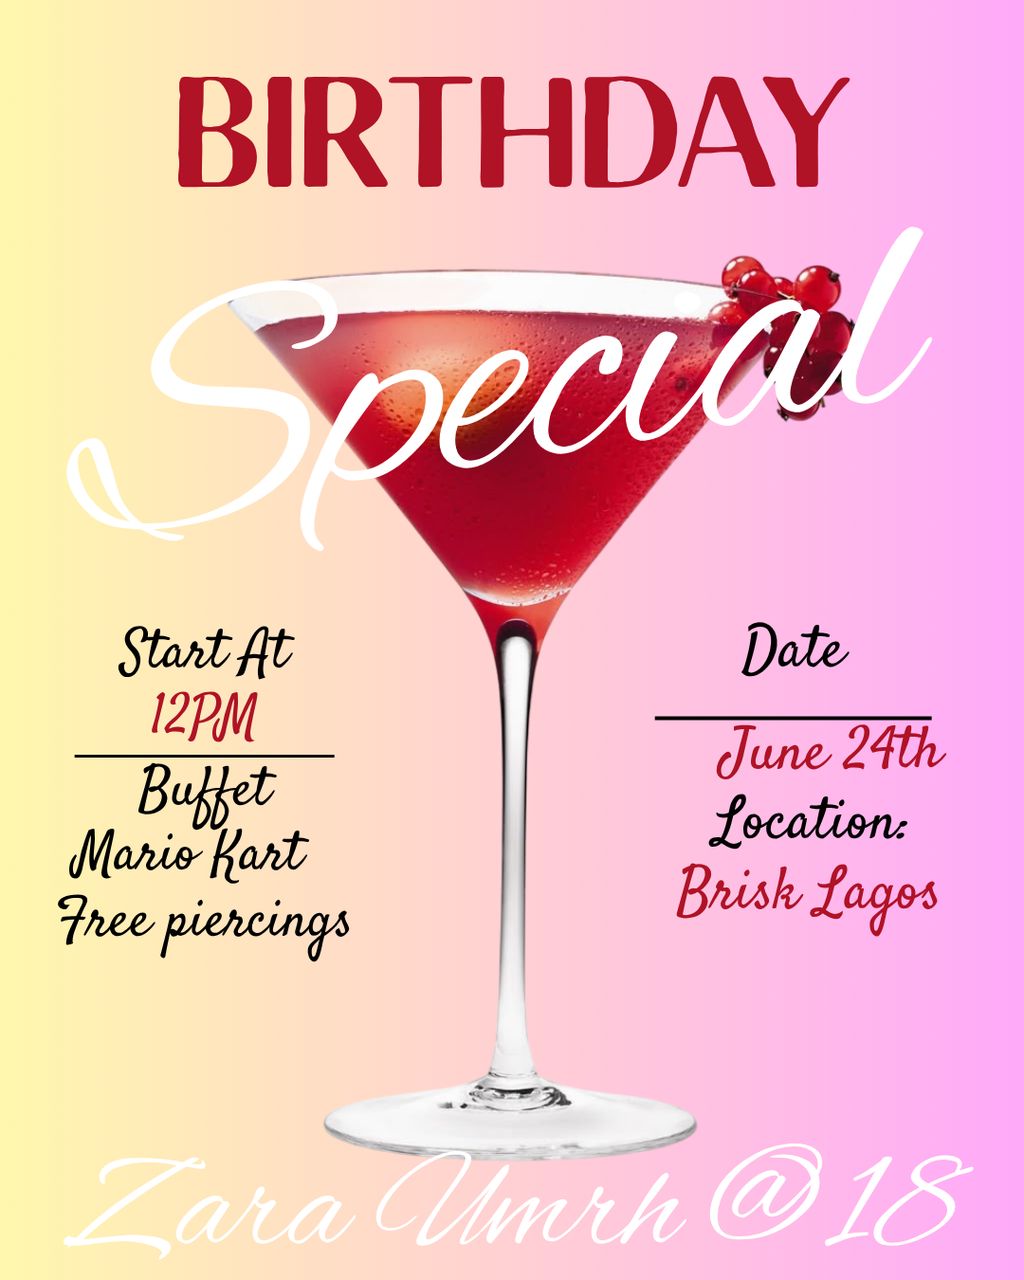 BIRTHDAY
Special
Start At
12PM
Buffet
Mario Kart
Free piercings
Date
June 24th
Location:
Brisk Lagos
Zara Umrh @18